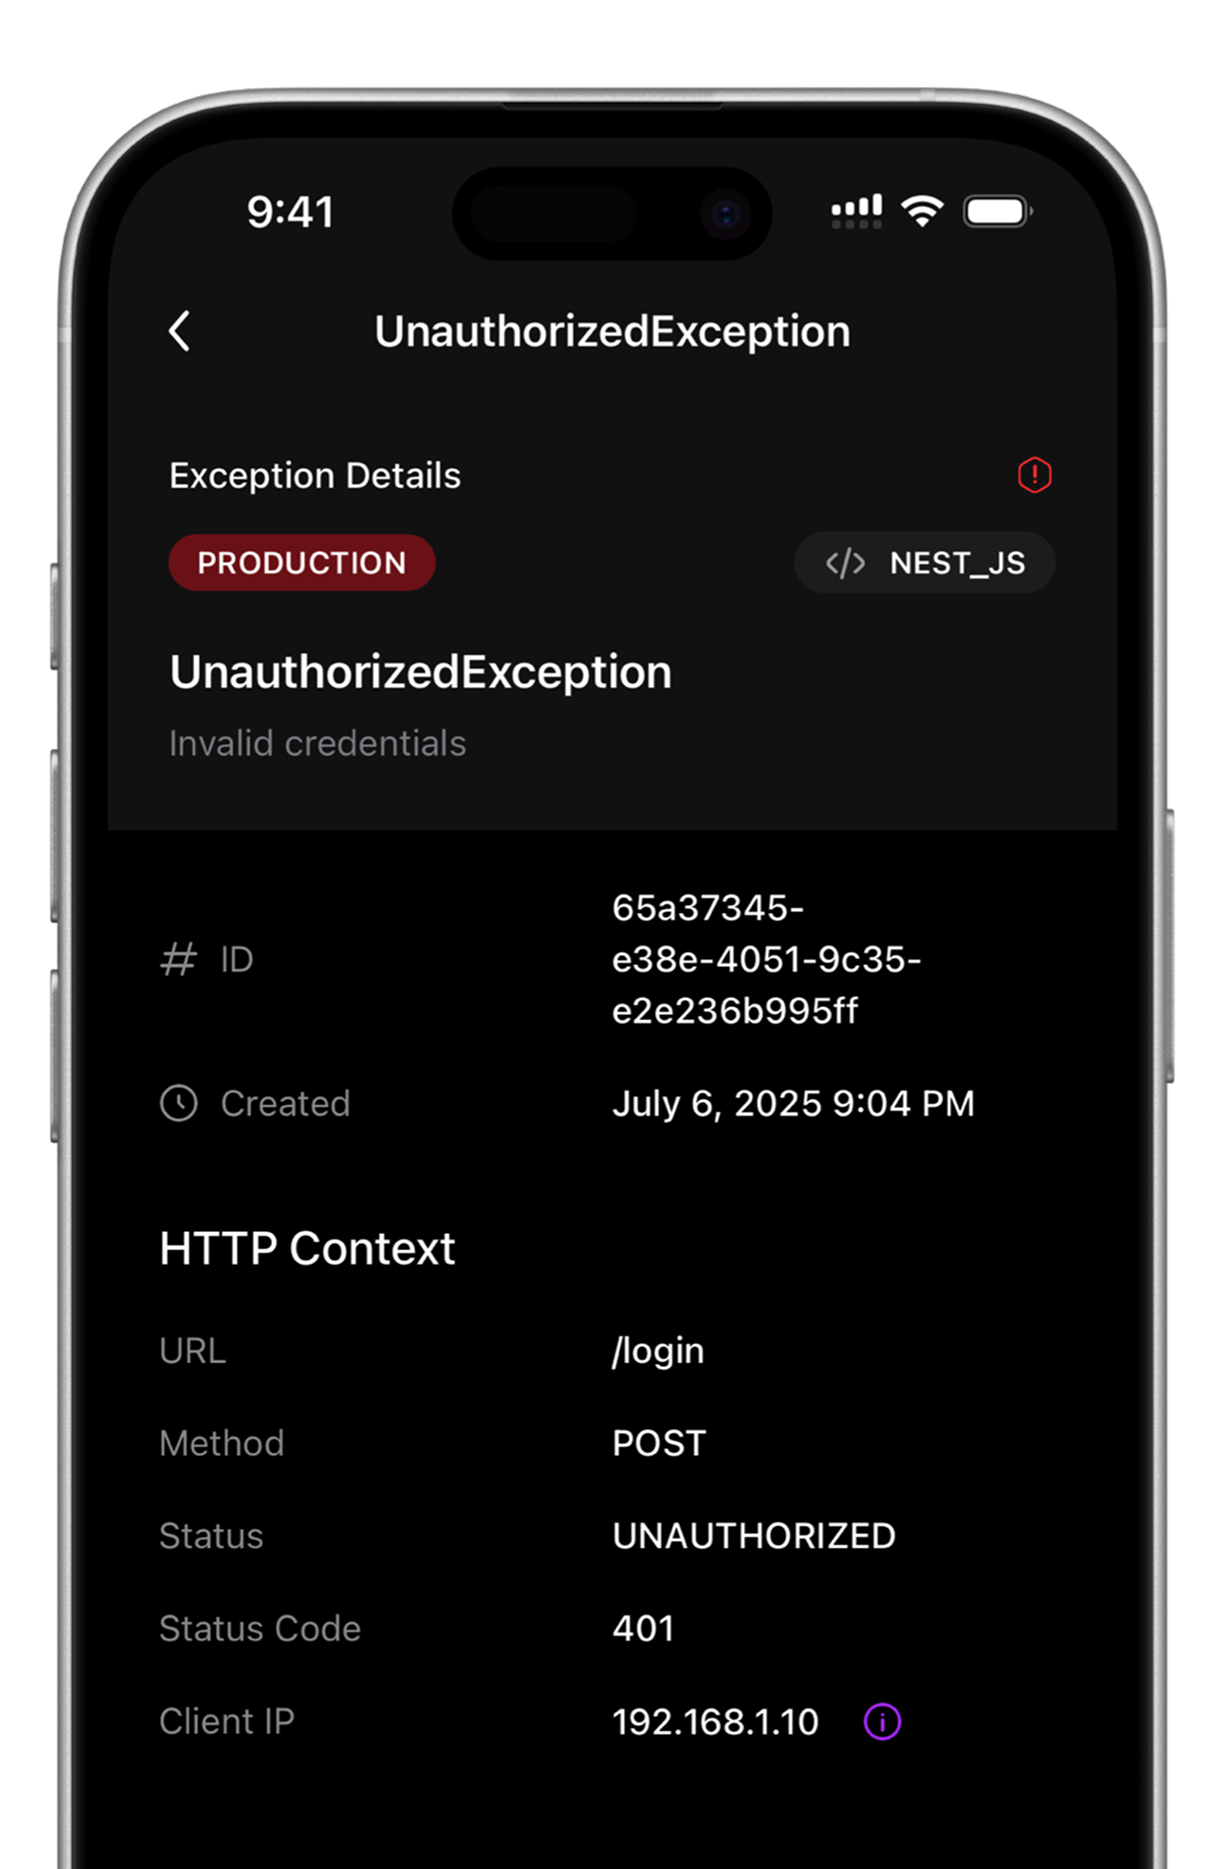 9:41
UnauthorizedException
Exception Details
PRODUCTION
</> NEST_JS
UnauthorizedException
Invalid credentials
# ID
65a37345-
e38e-4051-9c35-
e2e236b995ff
Created July 6, 2025 9:04 PM
HTTP Context
URL /login
Method POST
Status UNAUTHORIZED
Status Code 401
Client IP 192.168.1.10